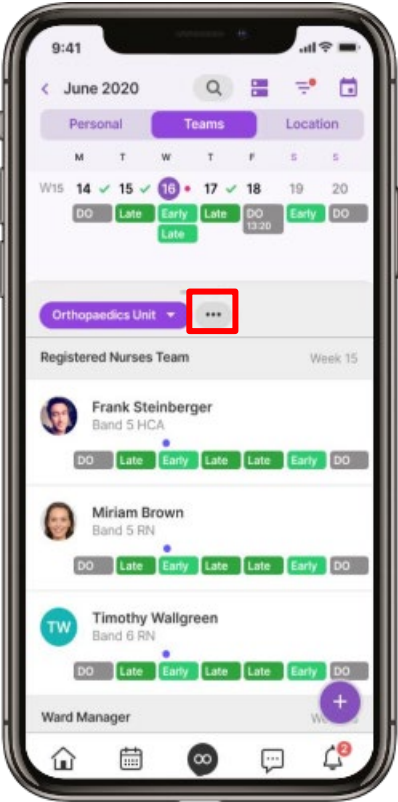 9:41
June 2020
Personal Teams Location
M T W T F S S
W15 14 15 16 17 18 19 20
DO Late Early Late DO 13:20 Early DO
Late
Orthopaedics Unit
Registered Nurses Team Week 15
Frank Steinberger
Band 5 HCA
DO Late Early Late Late Early DO
Miriam Brown
Band 5 RN
DO Late Early Late Late Early DO
TW
Timothy Wallgreen
Band 6 RN
DO Late Early Late Late Early DO
Ward Manager
2